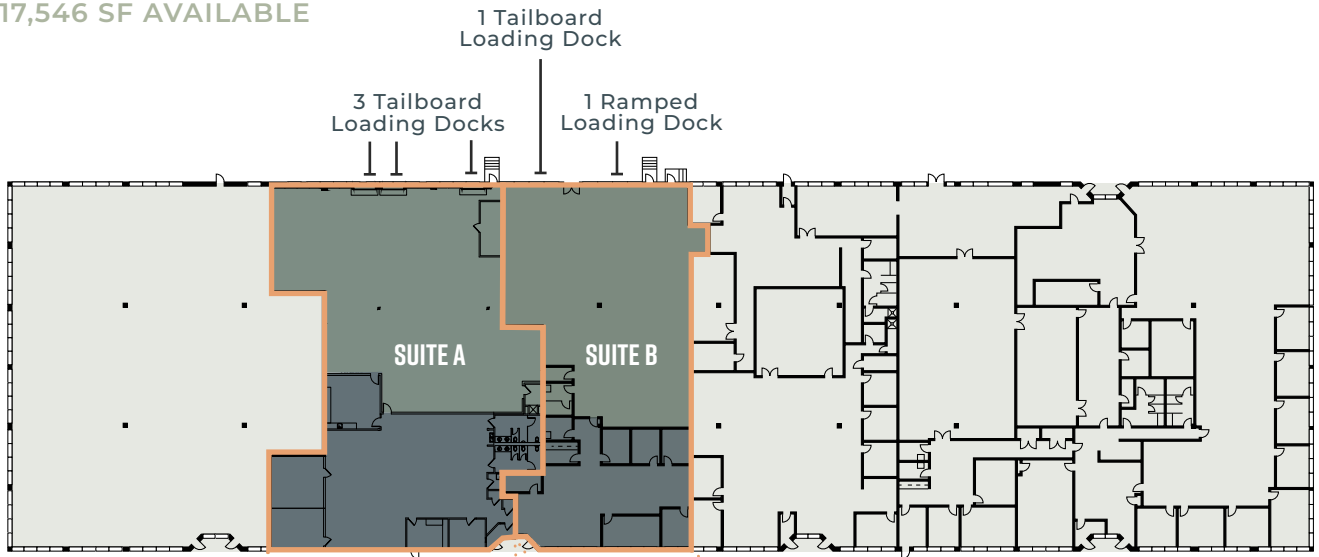 17,546 SF AVAILABLE
1 Tailboard
Loading Dock
3 Tailboard
Loading Docks
1 Ramped
Loading Dock
SUITE A
SUITE B